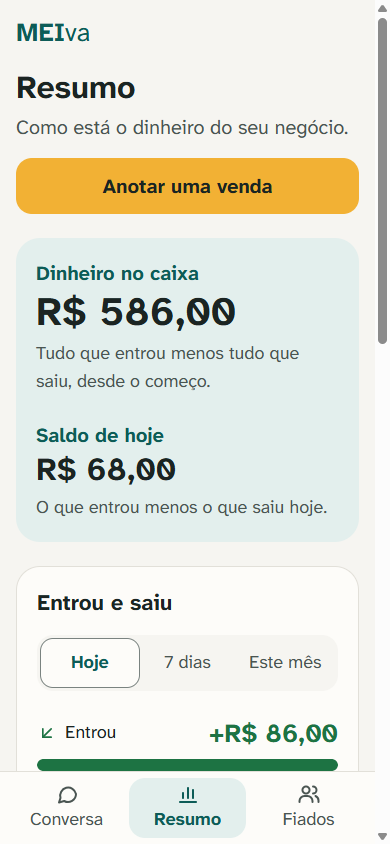 MEIva
Resumo
Como está o dinheiro do seu negócio.
Anotar uma venda
Dinheiro no caixa
R$ 586,00
Tudo que entrou menos tudo que
saiu, desde o começo.
Saldo de hoje
R$ 68,00
O que entrou menos o que saiu hoje.
Entrou e saiu
Hoje
7 dias
Este mês
Entrou
+R$ 86,00
Conversa
Resumo
Fiados